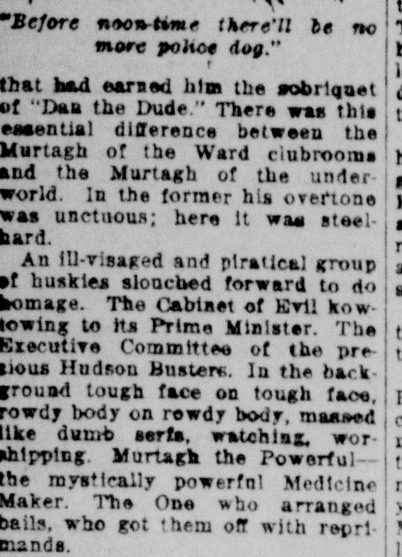 "Before noon-time there'll be no
more police dog."
that had earned him the sobriquet
of "Dan the Dude." There was this
essential difference between the
Murtagh of the Ward clubrooms
and the Murtagh of the under-
world. In the former his overtone
was unctuous; here it was steel-
hard.
An ill-visaged and piratical group
of huskies slouched forward to do
homage. The Cabinet of Evil kow-
towing to its Prime Minister. The
Executive Committee of the pre-
tious Hudson Busters. In the back-
ground tough face on tough face,
rowdy body on rowdy body, massed
like dumb serfs, watching, wor-
shipping. Murtagh the Powerful—
the mystically powerful Medicine
Maker. The One who arranged
bails, who got them off with repri-
mands.